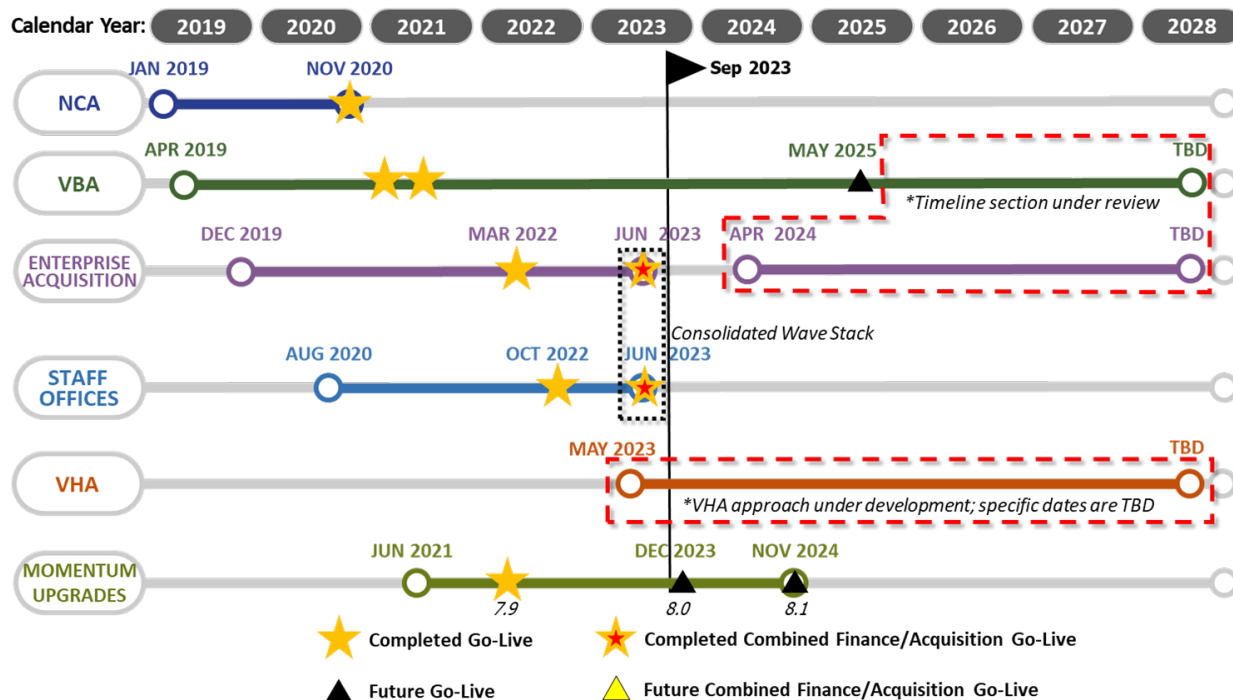 Calendar Year: 2019 2020 2021 2022 2023 2024 2025 2026 2027 2028
Sep 2023
JAN 2019 NOV 2020
NCA
APR 2019 MAY 2025 TBD
VBA
*Timeline section under review
DEC 2019 MAR 2022 JUN 2023 APR 2024 TBD
ENTERPRISE
ACQUISITION
Consolidated Wave Stack
AUG 2020 OCT 2022 JUN 2023
STAFF
OFFICES
MAY 2023 TBD
VHA
*VHA approach under development; specific dates are TBD
JUN 2021 DEC 2023 NOV 2024
MOMENTUM
UPGRADES
7.9 8.0 8.1
Completed Go-Live Completed Combined Finance/Acquisition Go-Live
Future Go-Live Future Combined Finance/Acquisition Go-Live